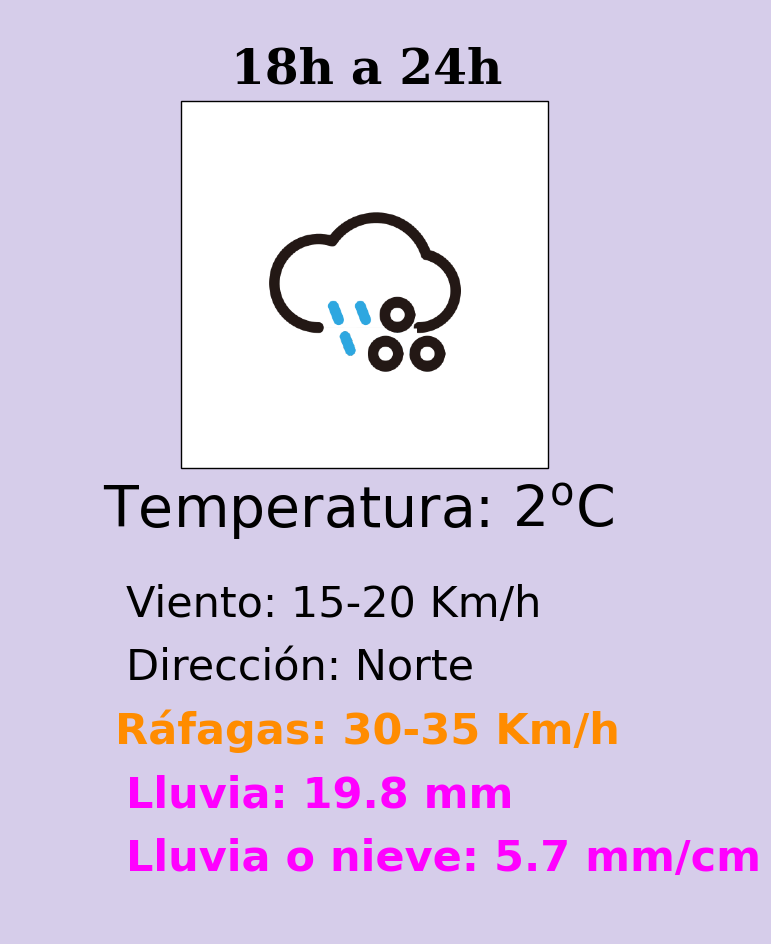 18h a 24h
Temperatura: 2ºC
Viento: 15-20 Km/h
Dirección: Norte
Ráfagas: 30-35 Km/h
Lluvia: 19.8 mm
Lluvia o nieve: 5.7 mm/cm